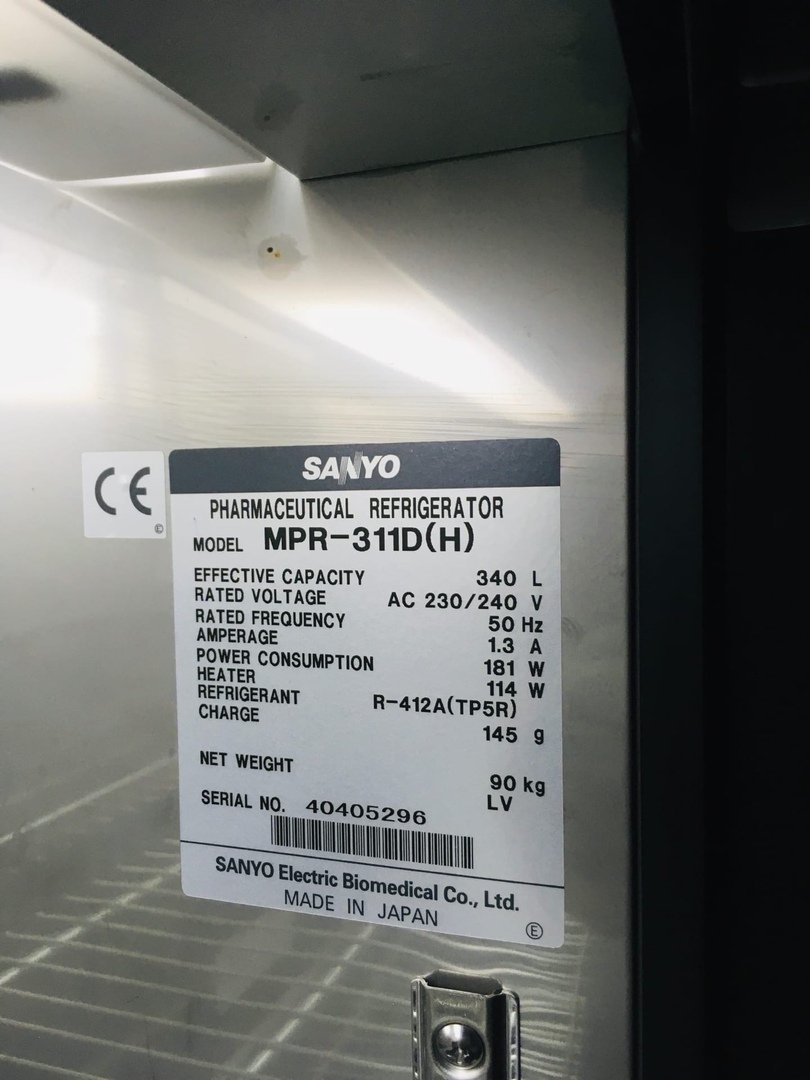 CE
E
SANYO
PHARMACEUTICAL REFRIGERATOR
MODEL MPR-311D(H)
EFFECTIVE CAPACITY 340 L
RATED VOLTAGE AC 230/240 V
RATED FREQUENCY 50 Hz
AMPERAGE 1.3 A
POWER CONSUMPTION 181 W
HEATER 114 W
REFRIGERANT R-412A(TP5R)
CHARGE 145 g
NET WEIGHT 90 kg
LV
SERIAL NO. 40405296
SANYO Electric Biomedical Co., Ltd.
MADE IN JAPAN
E